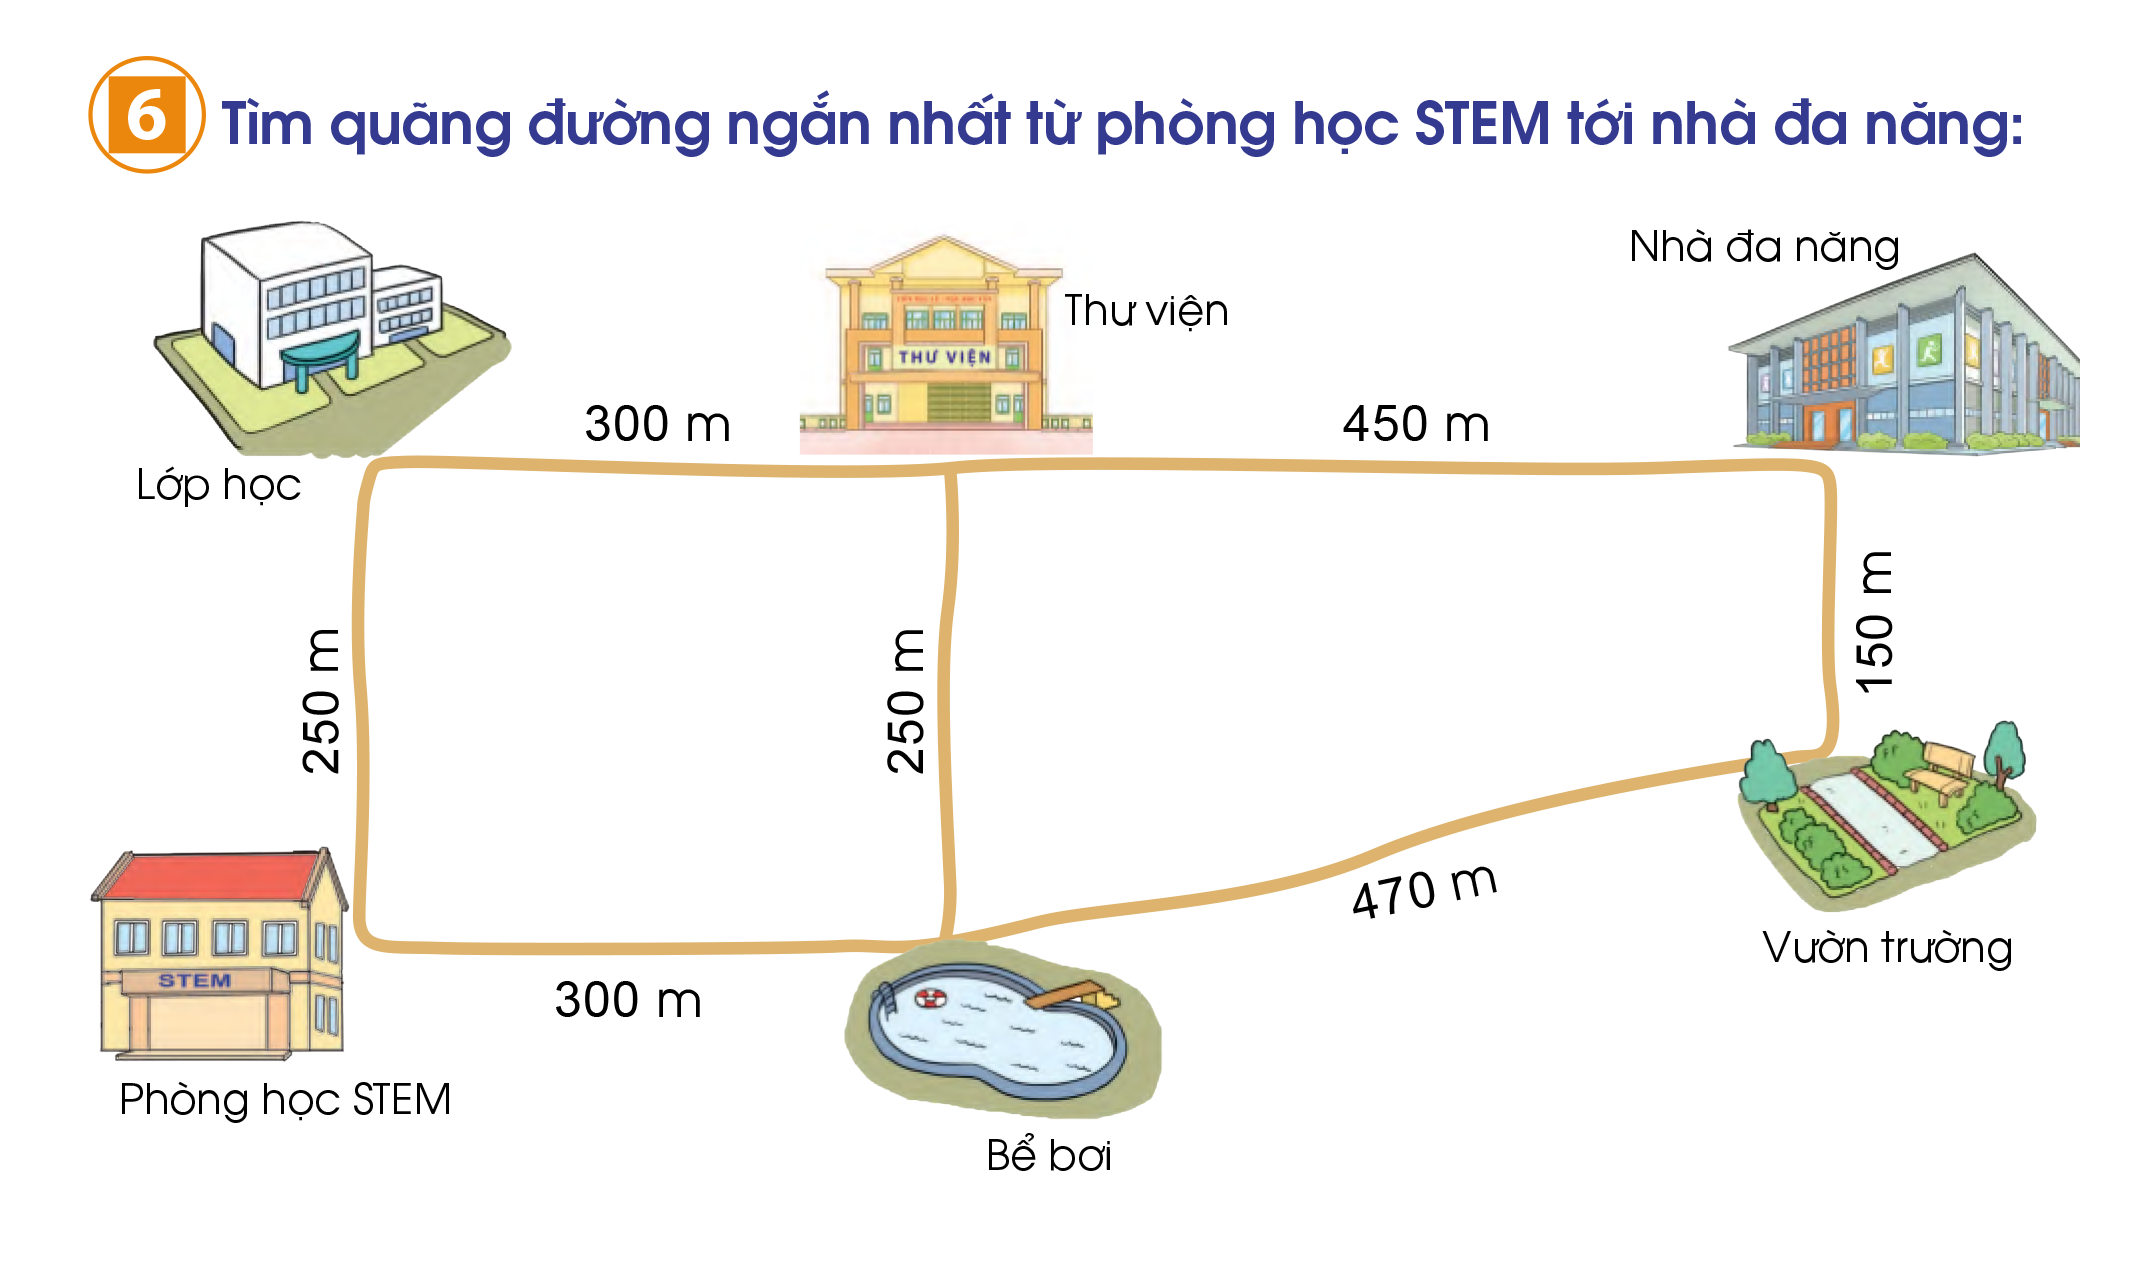 6 Tìm quãng đường ngắn nhất từ phòng học STEM tới nhà đa năng:
Nhà đa năng
Thư viện
THƯ VIỆN
300 m
450 m
Lớp học
250 m
250 m
150 m
470 m
Vườn trường
STEM
300 m
Phòng học STEM
Bể bơi